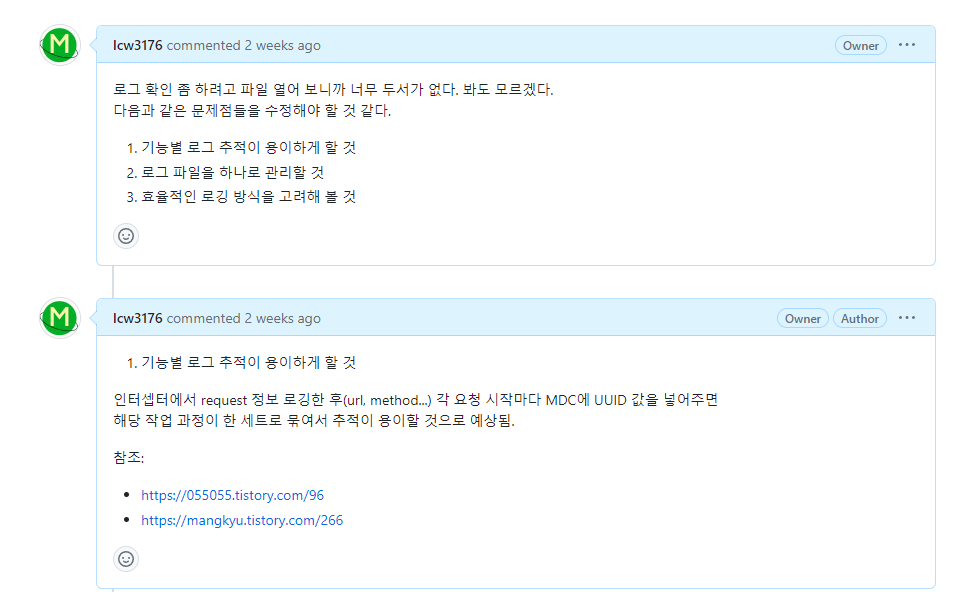 M
lcw3176 commented 2 weeks ago
Owner
로그 확인 좀 하려고 파일 열어 보니까 너무 두서가 없다. 봐도 모르겠다.
다음과 같은 문제점들을 수정해야 할 것 같다.
1. 기능별 로그 추적이 용이하게 할 것
2. 로그 파일을 하나로 관리할 것
3. 효율적인 로깅 방식을 고려해 볼 것
M
lcw3176 commented 2 weeks ago
Owner
Author
1. 기능별 로그 추적이 용이하게 할 것
인터셉터에서 request 정보 로깅한 후(url, method...) 각 요청 시작마다 MDC에 UUID 값을 넣어주면
해당 작업 과정이 한 세트로 묶여서 추적이 용이할 것으로 예상됨.
참조:
• https://055055.tistory.com/96
• https://mangkyu.tistory.com/266